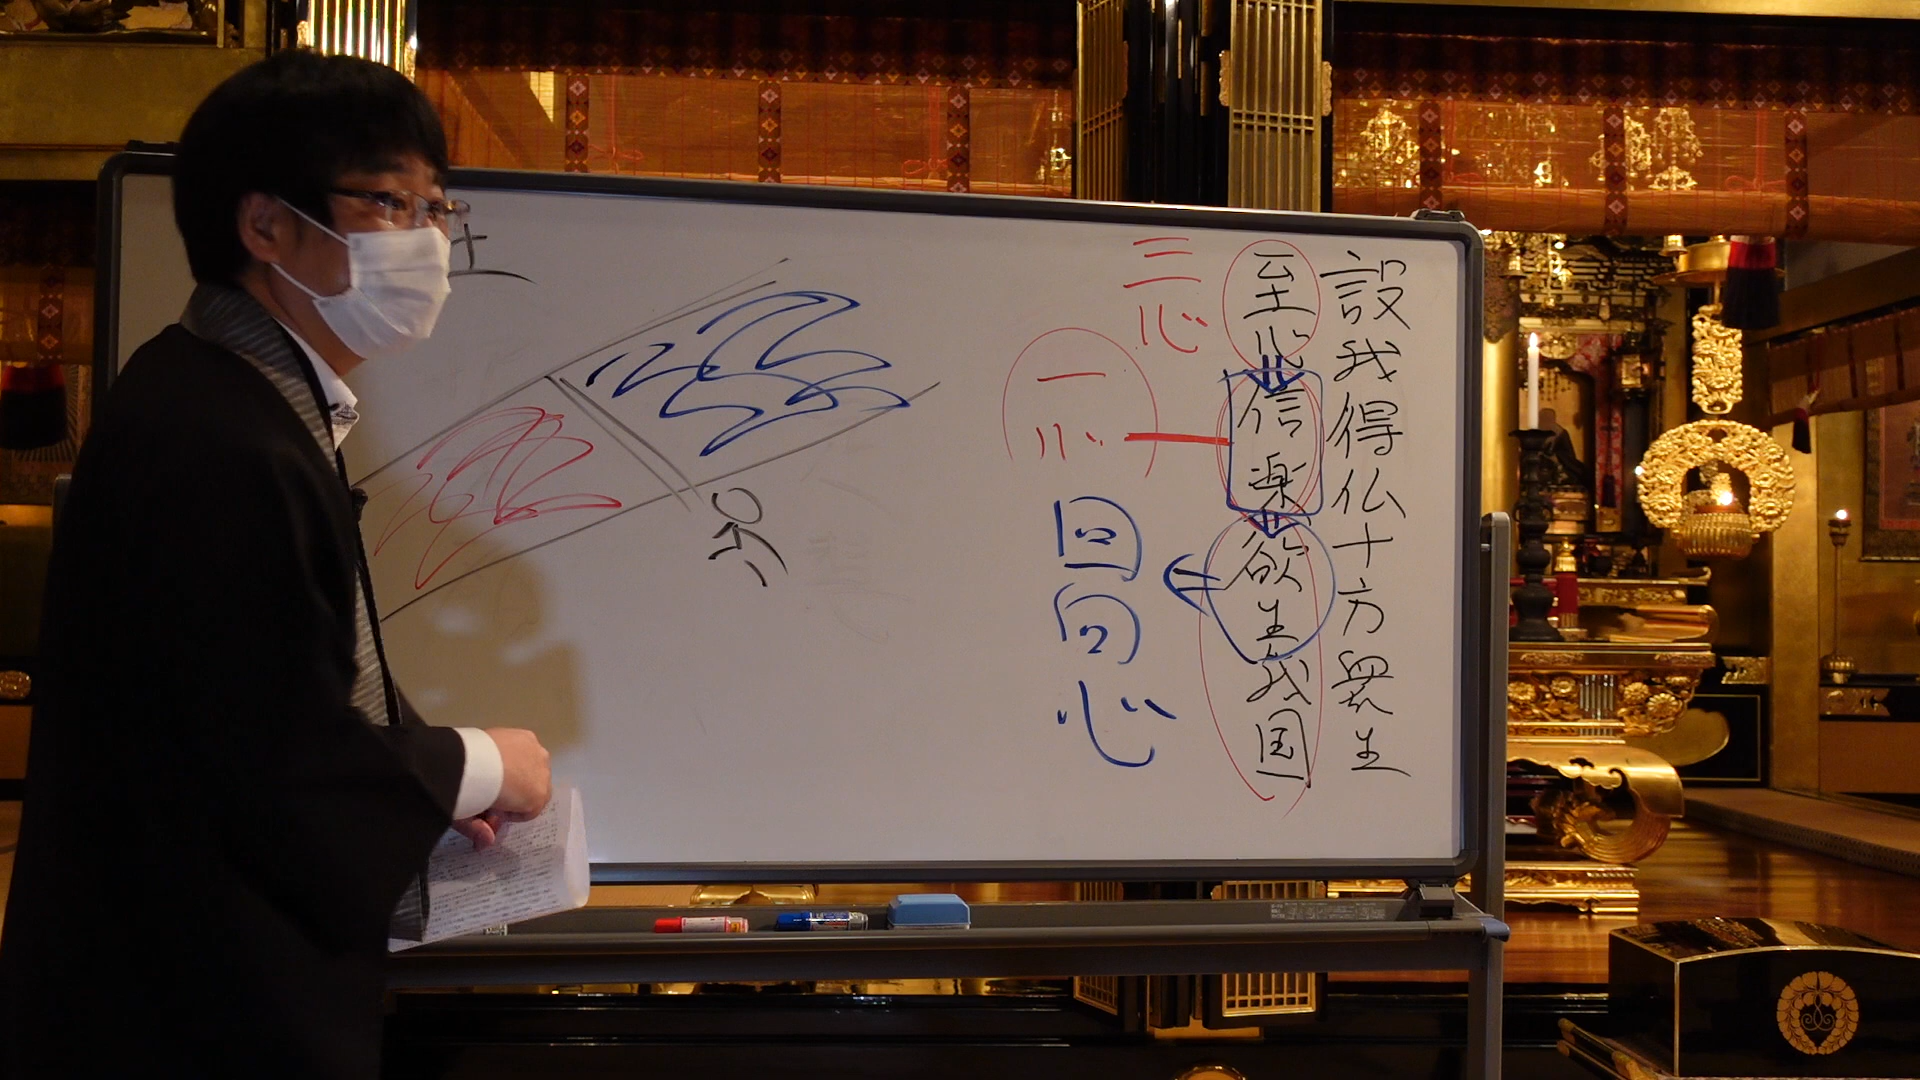 設我得仏十方衆生
至心信楽欲生我国
三心
一心
回向心
土